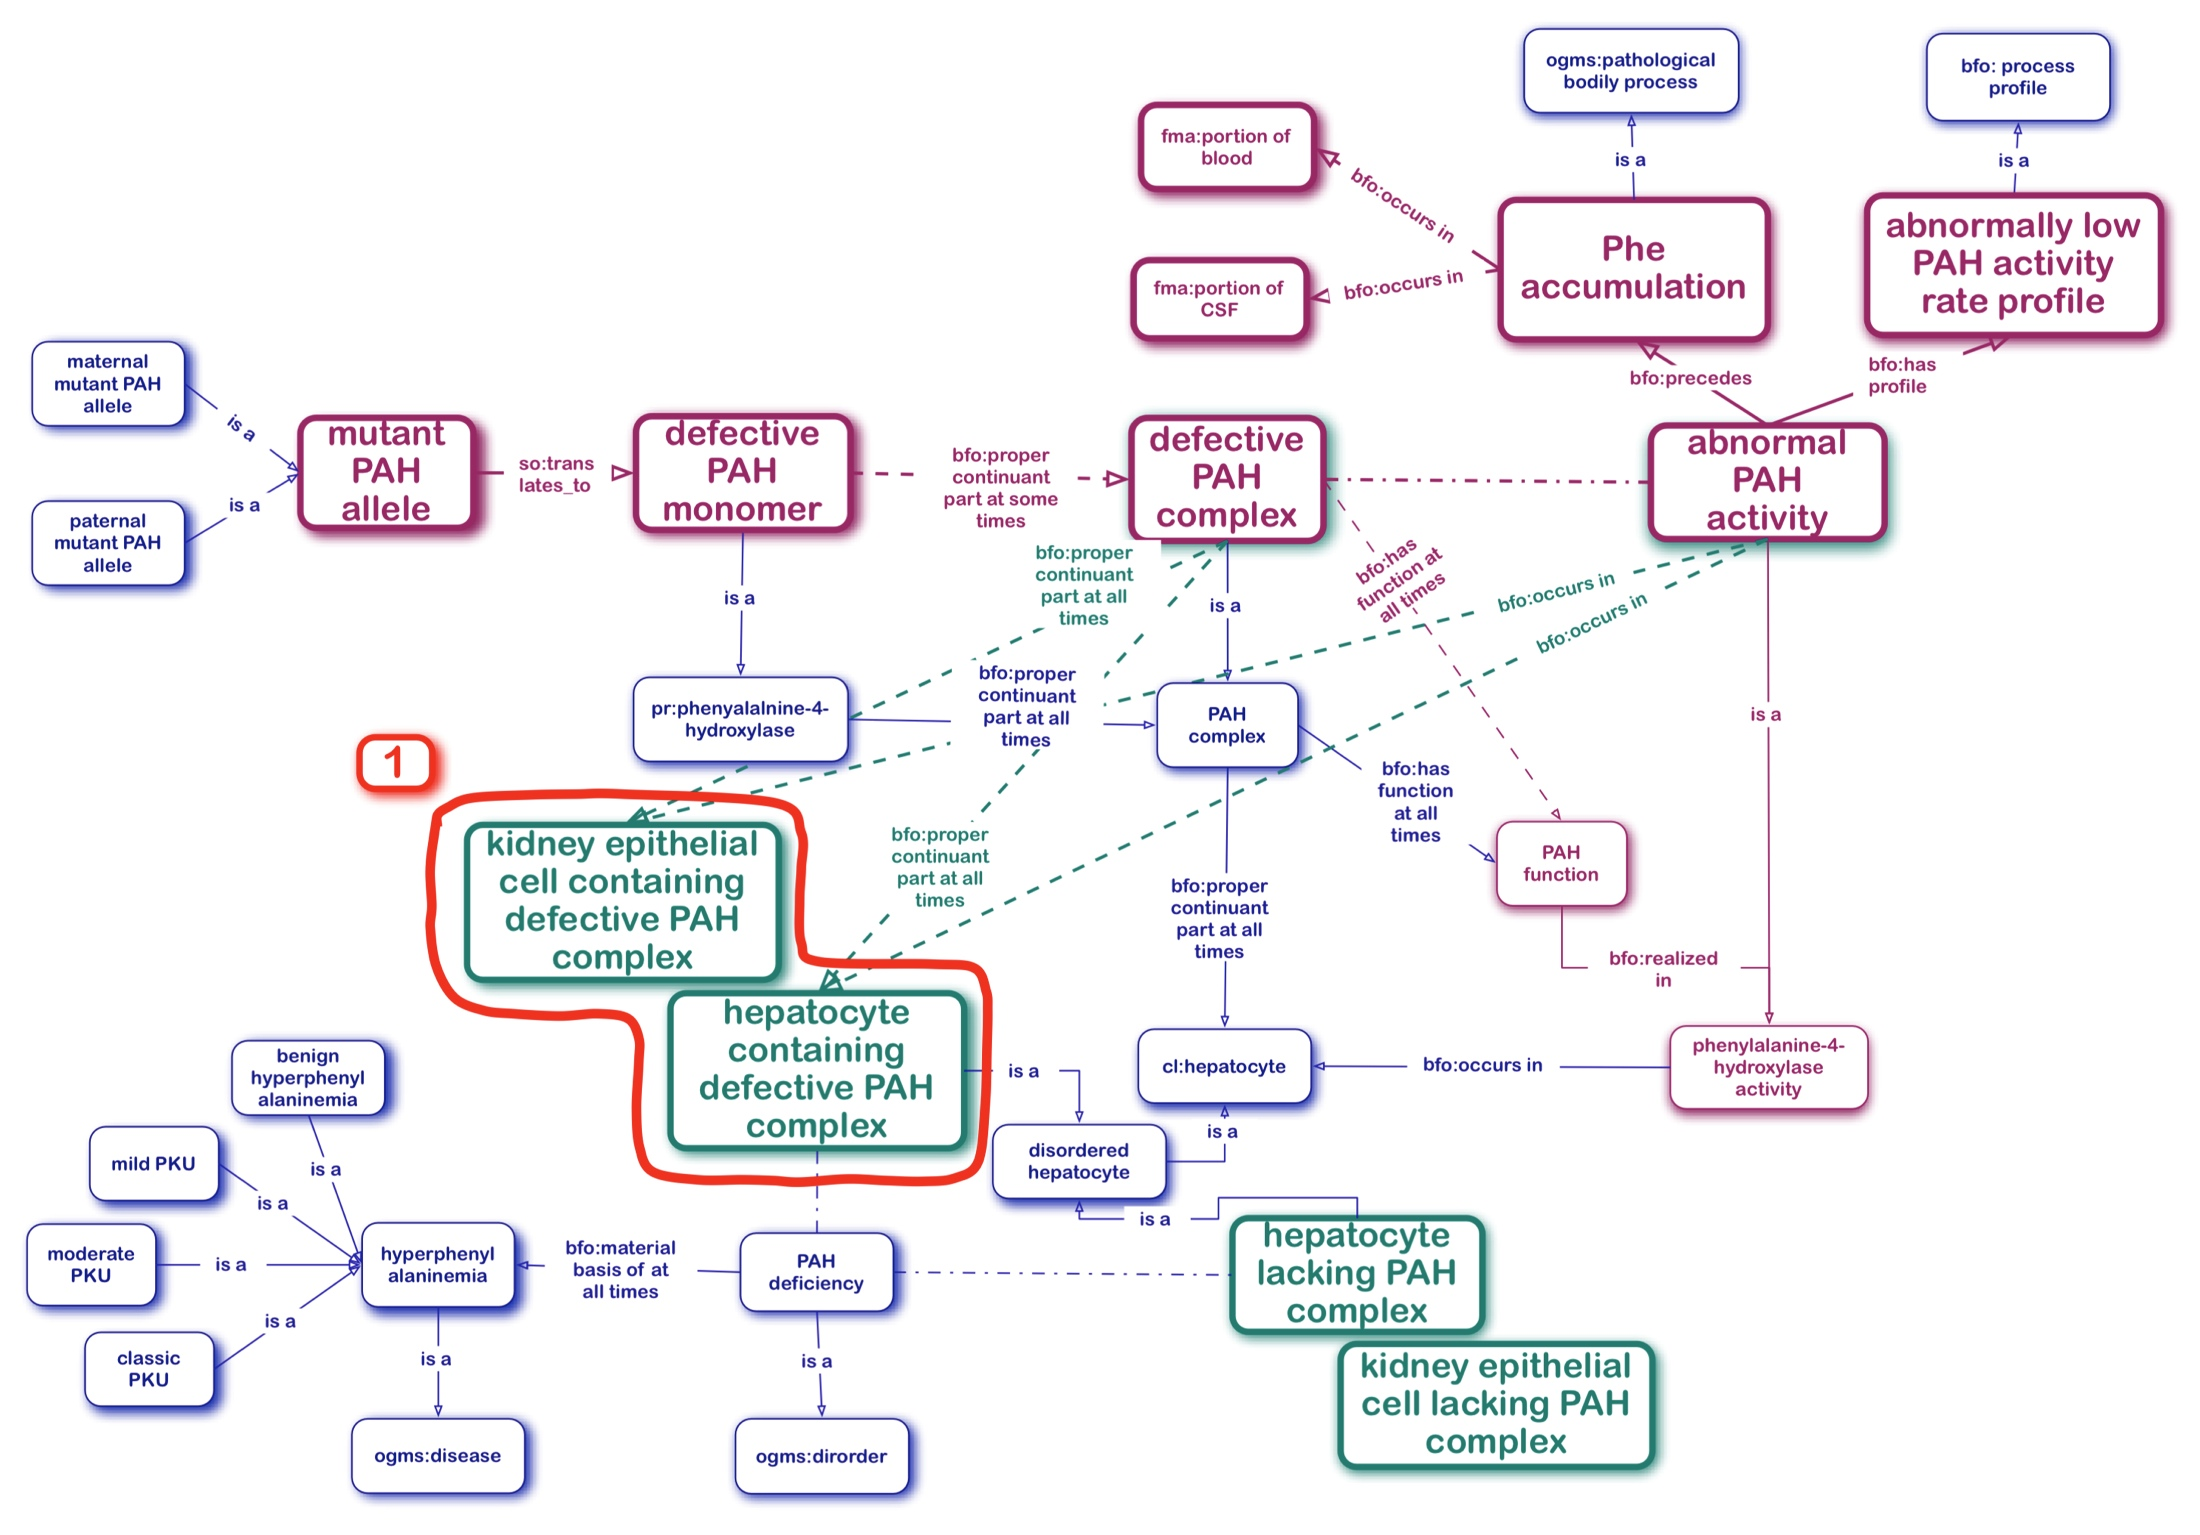 ogms:pathological
bodily process
bfo: process
profile
is a
is a
fma:portion of
blood
bfo:occurs in
Phe
accumulation
abnormally low
PAH activity
rate profile
fma:portion of
CSF
bfo:occurs in
bfo:precedes
bfo:has
profile
maternal
mutant PAH
allele
is a
paternal
mutant PAH
allele
is a
mutant
PAH
allele
so:trans
lates_to
defective
PAH
monomer
bfo:proper
continuant
part at some
times
defective
PAH
complex
abnormal
PAH
activity
is a
bfo:proper
continuant
part at all
times
is a
bfo:has
function at
all times
bfo:occurs in
bfo:occurs in
pr:phenyalalnine-4-
hydroxylase
bfo:proper
continuant
part at all
times
PAH
complex
is a
1
bfo:has
function
at all
times
kidney epithelial
cell containing
defective PAH
complex
bfo:proper
continuant
part at all
times
bfo:proper
continuant
part at all
times
PAH
function
bfo:realized
in
hepatocyte
containing
defective PAH
complex
is a
cl:hepatocyte
bfo:occurs in
phenylalanine-4-
hydroxylase
activity
disordered
hepatocyte
is a
is a
benign
hyperphenyl
alaninemia
is a
mild PKU
is a
moderate
PKU
is a
classic
PKU
is a
hyperphenyl
alaninemia
bfo:material
basis of at
all times
PAH
deficiency
hepatocyte
lacking PAH
complex
kidney epithelial
cell lacking PAH
complex
is a
is a
ogms:disease
ogms:dirorder